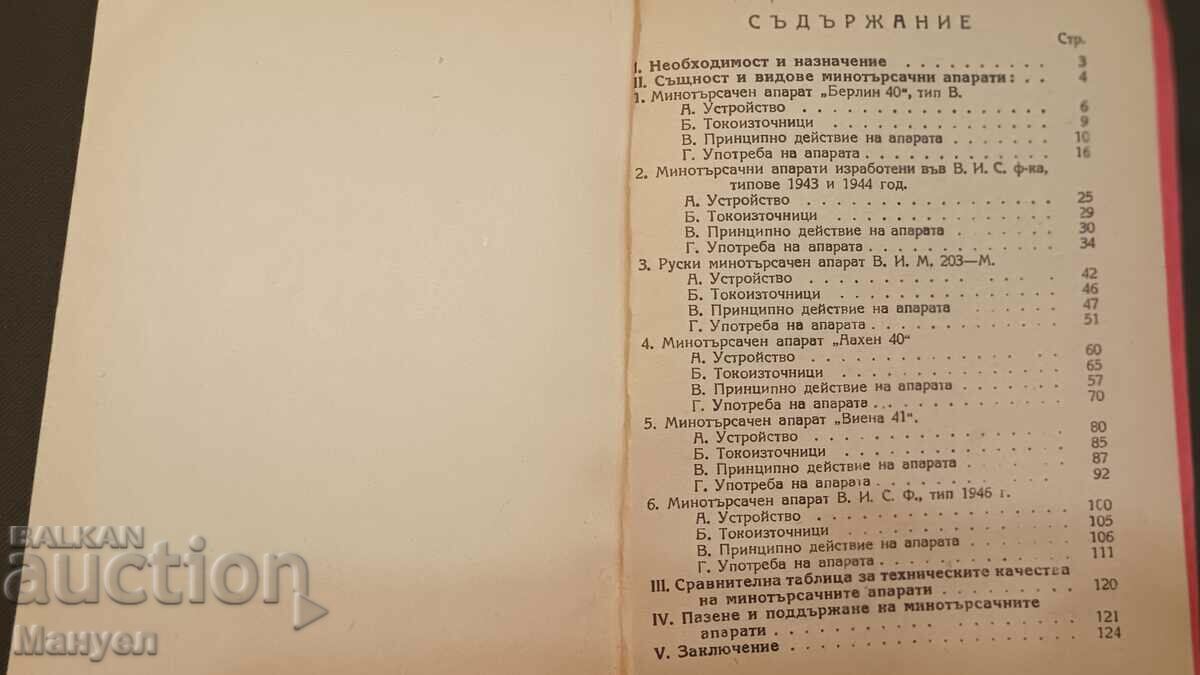 СЪДЪРЖАНИЕ
Стр.
I. Необходимост и назначение . . . . . . . . . . 3
II. Същност и видове минотърсачни апарати: . . 4
1. Минотърсачен апарат „Берлин 40“, тип В.
А. Устройство . . . . . . . . . . . . . . . . 6
Б. Токоизточници . . . . . . . . . . . . . . 9
В. Принципно действие на апарата . . . . . . . 10
Г. Употреба на апарата . . . . . . . . . . . . 16
2. Минотърсачни апарати изработени във В. И. С. ф-ка,
типове 1943 и 1944 год.
А. Устройство . . . . . . . . . . . . . . . . 25
Б. Токоизточници . . . . . . . . . . . . . . 29
В. Принципно действие на апарата . . . . . . . 30
Г. Употреба на апарата . . . . . . . . . . . . 34
3. Руски минотърсачен апарат В. И. М. 203—М.
А. Устройство . . . . . . . . . . . . . . . . 42
Б. Токоизточници . . . . . . . . . . . . . . 46
В. Принципно действие на апарата . . . . . . . 47
Г. Употреба на апарата . . . . . . . . . . . . 51
4. Минотърсачен апарат „Аахен 40“
А. Устройство . . . . . . . . . . . . . . . . 60
Б. Токоизточници . . . . . . . . . . . . . . 65
В. Принципно действие на апарата . . . . . . . 57
Г. Употреба на апарата . . . . . . . . . . . . 70
5. Минотърсачен апарат „Виена 41“.
А. Устройство . . . . . . . . . . . . . . . . 80
Б. Токоизточници . . . . . . . . . . . . . . 85
В. Принципно действие на апарата . . . . . . . 87
Г. Употреба на апарата . . . . . . . . . . . . 92
6. Минотърсачен апарат В. И. С. Ф., тип 1946 г.
А. Устройство . . . . . . . . . . . . . . . . 100
Б. Токоизточници . . . . . . . . . . . . . . 105
В. Принципно действие на апарата . . . . . . . 106
Г. Употреба на апарата . . . . . . . . . . . . 111
III. Сравнителна таблица за техническите качества
на минотърсачните апарати . . . . . . . . . 120
IV. Пазене и поддържане на минотърсачните
апарати . . . . . . . . . . . . . . . . . . 121
V. Заключение . . . . . . . . . . . . . . . . 124
BALKAN
auction
Мануел